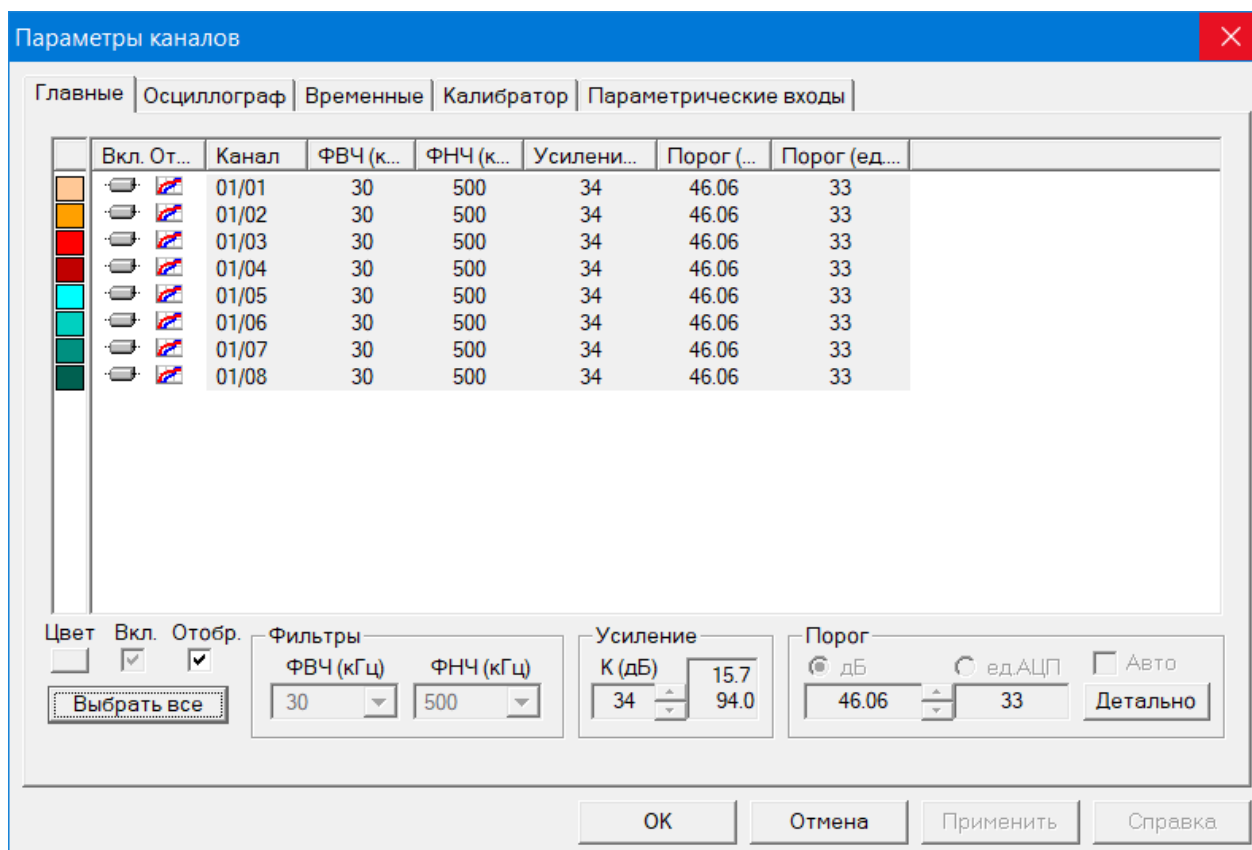 Параметры каналов
Главные Осциллограф Временные Калибратор Параметрические входы
Вкл. От... Канал ФВЧ (к... ФНЧ (к... Усилени... Порог (... Порог (ед....
01/01 30 500 34 46.06 33
01/02 30 500 34 46.06 33
01/03 30 500 34 46.06 33
01/04 30 500 34 46.06 33
01/05 30 500 34 46.06 33
01/06 30 500 34 46.06 33
01/07 30 500 34 46.06 33
01/08 30 500 34 46.06 33
Цвет Вкл. Отобр. Фильтры Усиление Порог
ФВЧ (кГц) ФНЧ (кГц) К (дБ) 15.7 дБ ед.АЦП Авто
Выбрать все 30 500 34 94.0 46.06 33 Детально
OK Отмена Применить Справка